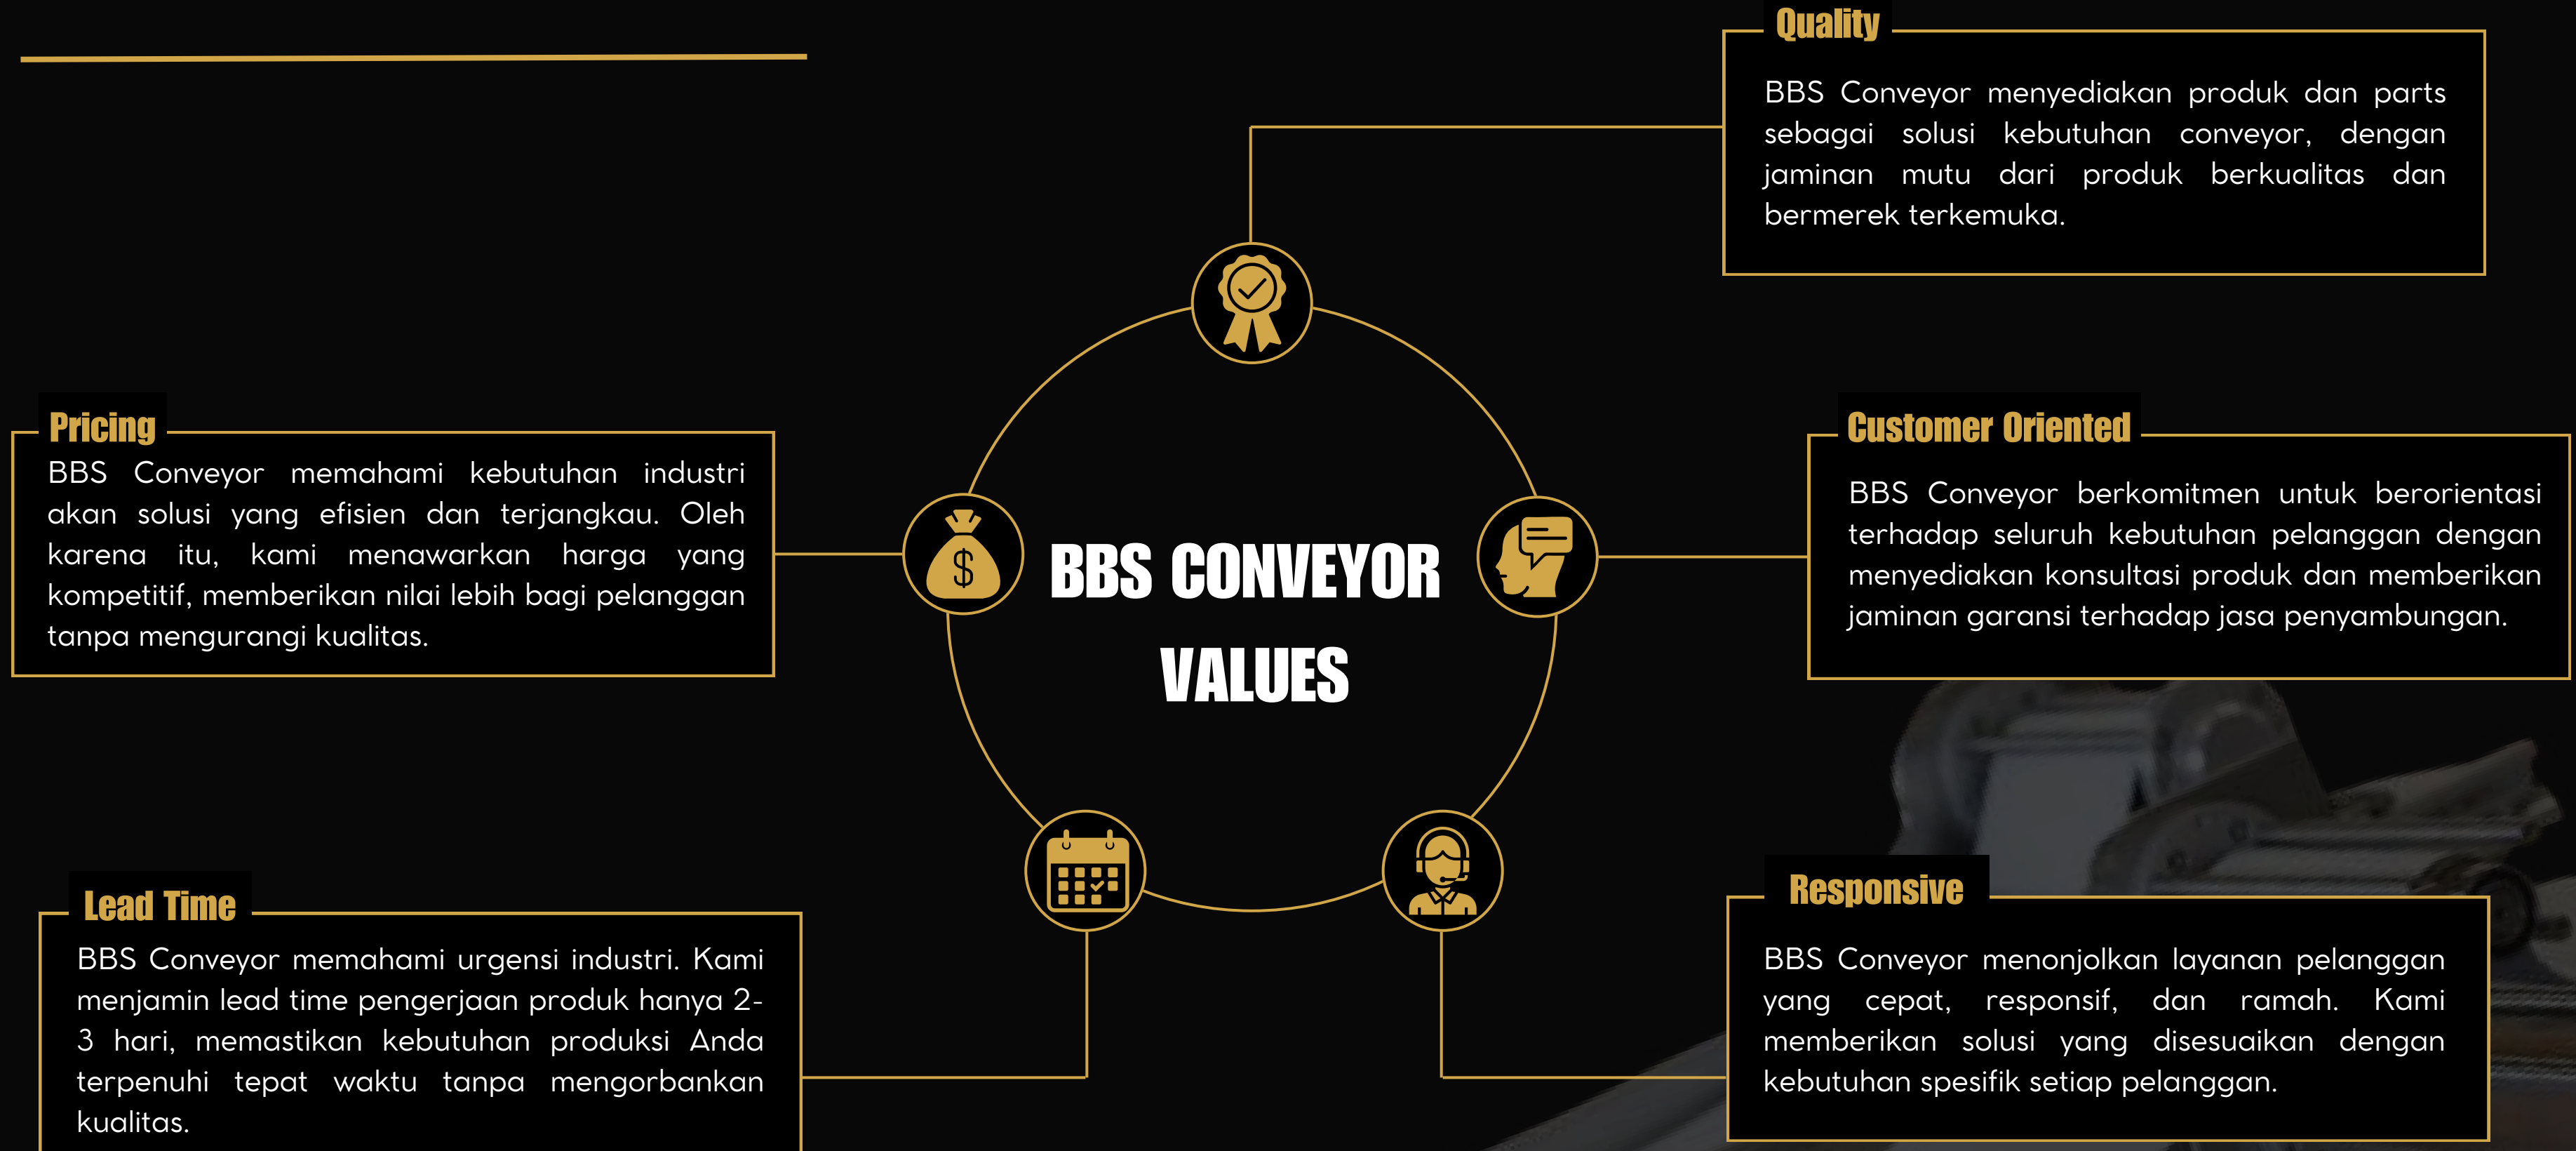 Quality
BBS Conveyor menyediakan produk dan parts
sebagai solusi kebutuhan conveyor, dengan
jaminan mutu dari produk berkualitas dan
bermerek terkemuka.
Pricing
BBS Conveyor memahami kebutuhan industri
akan solusi yang efisien dan terjangkau. Oleh
karena itu, kami menawarkan harga yang
kompetitif, memberikan nilai lebih bagi pelanggan
tanpa mengurangi kualitas.
$
BBS CONVEYOR
VALUES
Customer Oriented
BBS Conveyor berkomitmen untuk berorientasi
terhadap seluruh kebutuhan pelanggan dengan
menyediakan konsultasi produk dan memberikan
jaminan garansi terhadap jasa penyambungan.
Lead Time
BBS Conveyor memahami urgensi industri. Kami
menjamin lead time pengerjaan produk hanya 2-
3 hari, memastikan kebutuhan produksi Anda
terpenuhi tepat waktu tanpa mengorbankan
kualitas.
Responsive
BBS Conveyor menonjolkan layanan pelanggan
yang cepat, responsif, dan ramah. Kami
memberikan solusi yang disesuaikan dengan
kebutuhan spesifik setiap pelanggan.